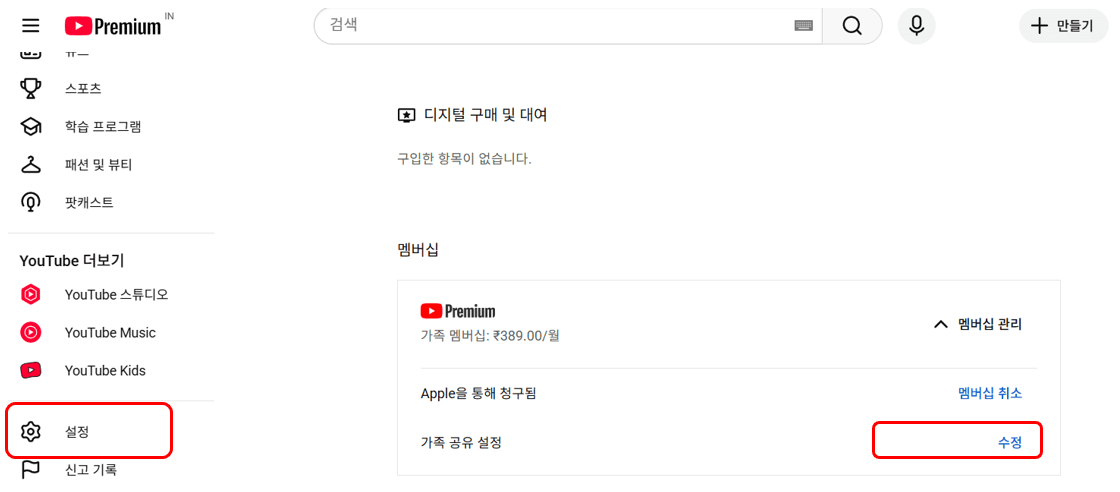 Premium IN
검색
만들기
스포츠
학습 프로그램
패션 및 뷰티
팟캐스트
YouTube 더보기
YouTube 스튜디오
YouTube Music
YouTube Kids
설정
신고 기록
디지털 구매 및 대여
구입한 항목이 없습니다.
멤버십
Premium
가족 멤버십: ₹389.00/월
멤버십 관리
Apple을 통해 청구됨
멤버십 취소
가족 공유 설정
수정